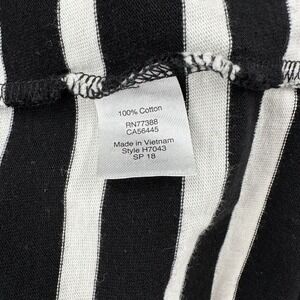 100% Cotton
RN77388
CA56445
Made in Vietnam
Style H7043
SP 18